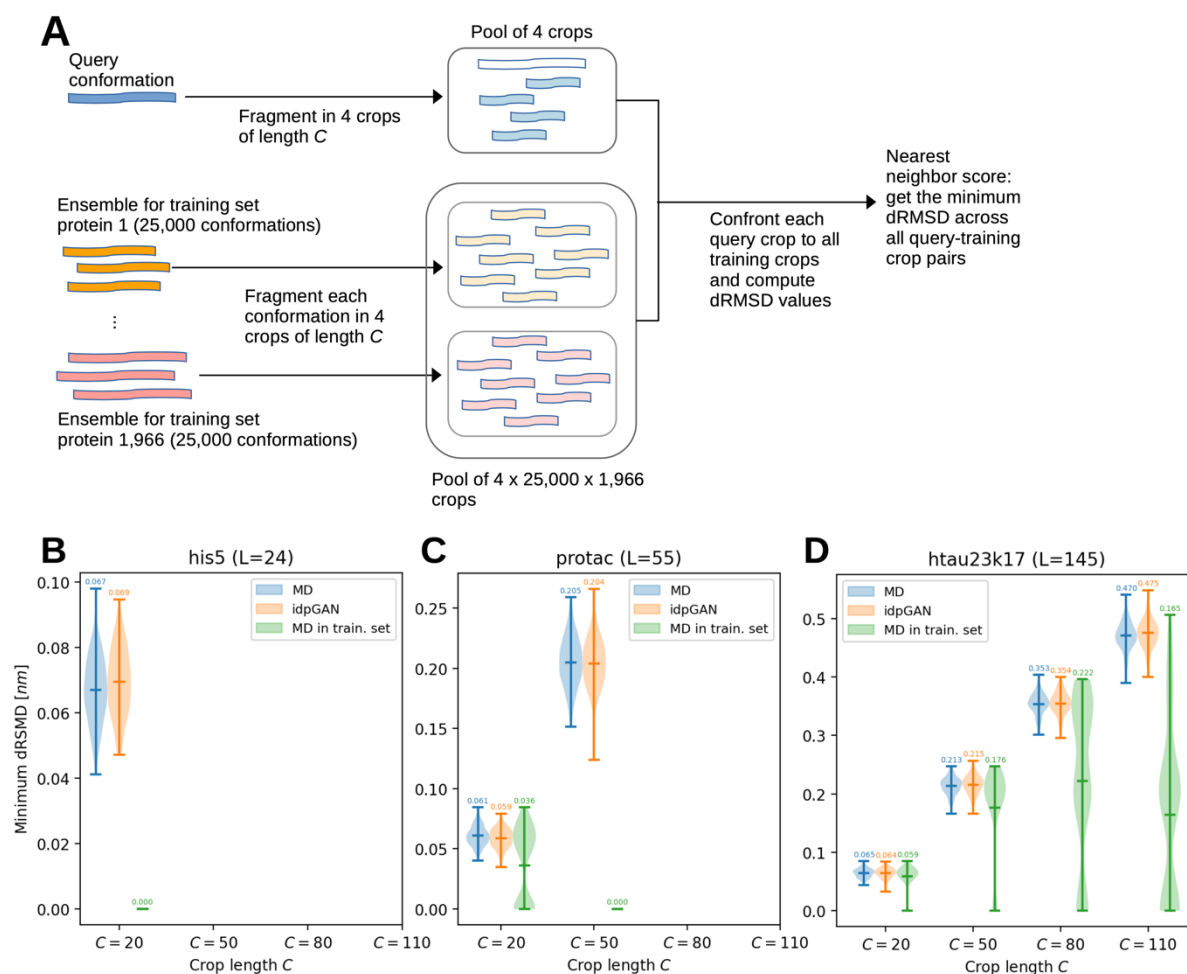 A
Query
conformation
Fragment in 4 crops
of length C
Pool of 4 crops
Ensemble for training set
protein 1 (25,000 conformations)
...
Fragment each
conformation in 4
crops of length C
Ensemble for training set
protein 1,966 (25,000 conformations)
Pool of 4 x 25,000 x 1,966
crops
Confront each
query crop to all
training crops
and compute
dRMSD values
Nearest
neighbor score:
get the minimum
dRMSD across
all query-training
crop pairs
B
his5 (L=24)
Minimum dRSMD [nm]
0.10
0.08
0.06
0.04
0.02
0.00
0.067
0.069
0.000
MD
idpGAN
MD in train. set
C = 20
C = 50
C = 80
C = 110
Crop length C
C
protac (L=55)
0.25
0.20
0.15
0.10
0.05
0.00
0.061
0.059
0.036
0.205
0.204
0.000
MD
idpGAN
MD in train. set
C = 20
C = 50
C = 80
C = 110
Crop length C
D
htau23k17 (L=145)
0.5
0.4
0.3
0.2
0.1
0.0
0.065
0.064
0.059
0.213
0.215
0.176
0.353
0.354
0.222
0.470
0.475
0.165
MD
idpGAN
MD in train. set
C = 20
C = 50
C = 80
C = 110
Crop length C